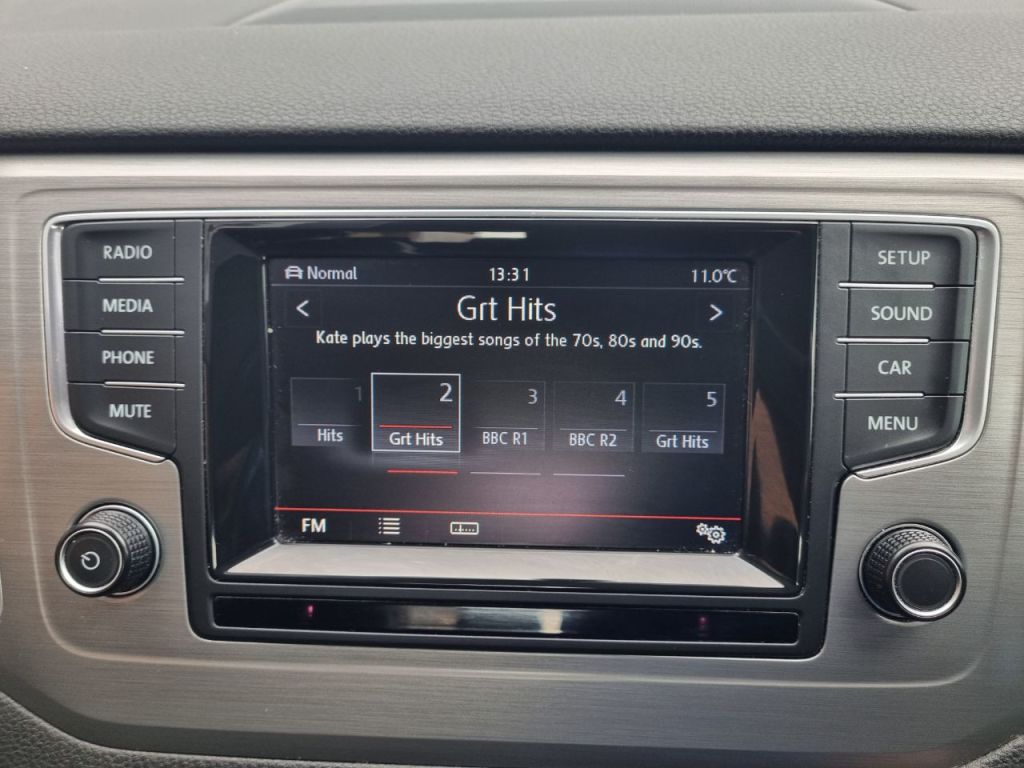 RADIO
MEDIA
PHONE
MUTE
Normal 13:31 11.0°C
< Grt Hits >
Kate plays the biggest songs of the 70s, 80s and 90s.
1 2 3 4 5
Hits Grt Hits BBC R1 BBC R2 Grt Hits
FM
SETUP
SOUND
CAR
MENU